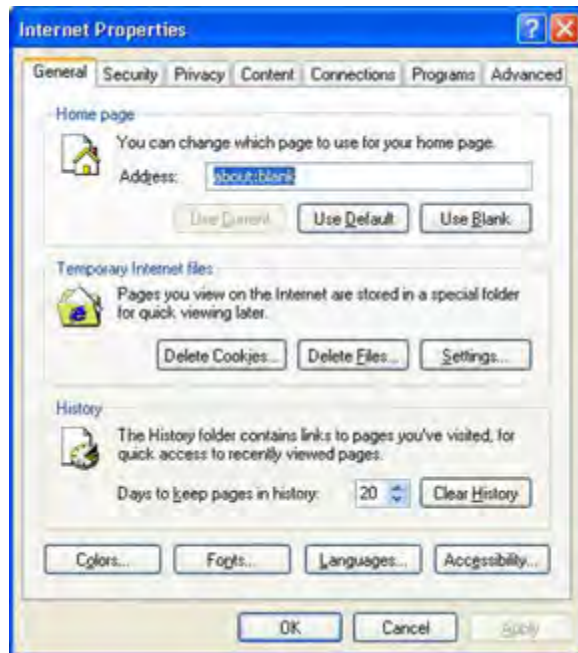 Internet Properties
General Security Privacy Content Connections Programs Advanced
Home page
You can change which page to use for your home page.
Address: about:blank
Use Current Use Default Use Blank
Temporary Internet files
Pages you view on the Internet are stored in a special folder
for quick viewing later.
Delete Cookies... Delete Files... Settings...
History
The History folder contains links to pages you've visited, for
quick access to recently viewed pages.
Days to keep pages in history: 20 Clear History
Colors... Fonts... Languages... Accessibility...
OK Cancel Apply